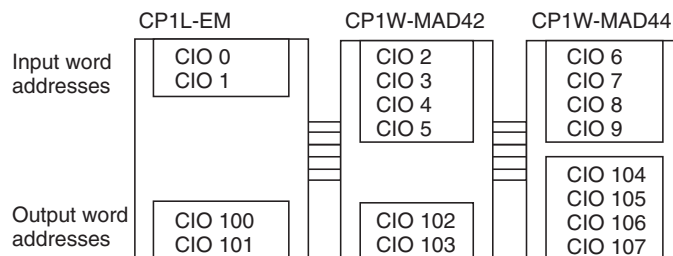 CP1L-EM
CP1W-MAD42
CP1W-MAD44
Input word
addresses
CIO 0
CIO 1
CIO 2
CIO 3
CIO 4
CIO 5
CIO 6
CIO 7
CIO 8
CIO 9
Output word
addresses
CIO 100
CIO 101
CIO 102
CIO 103
CIO 104
CIO 105
CIO 106
CIO 107